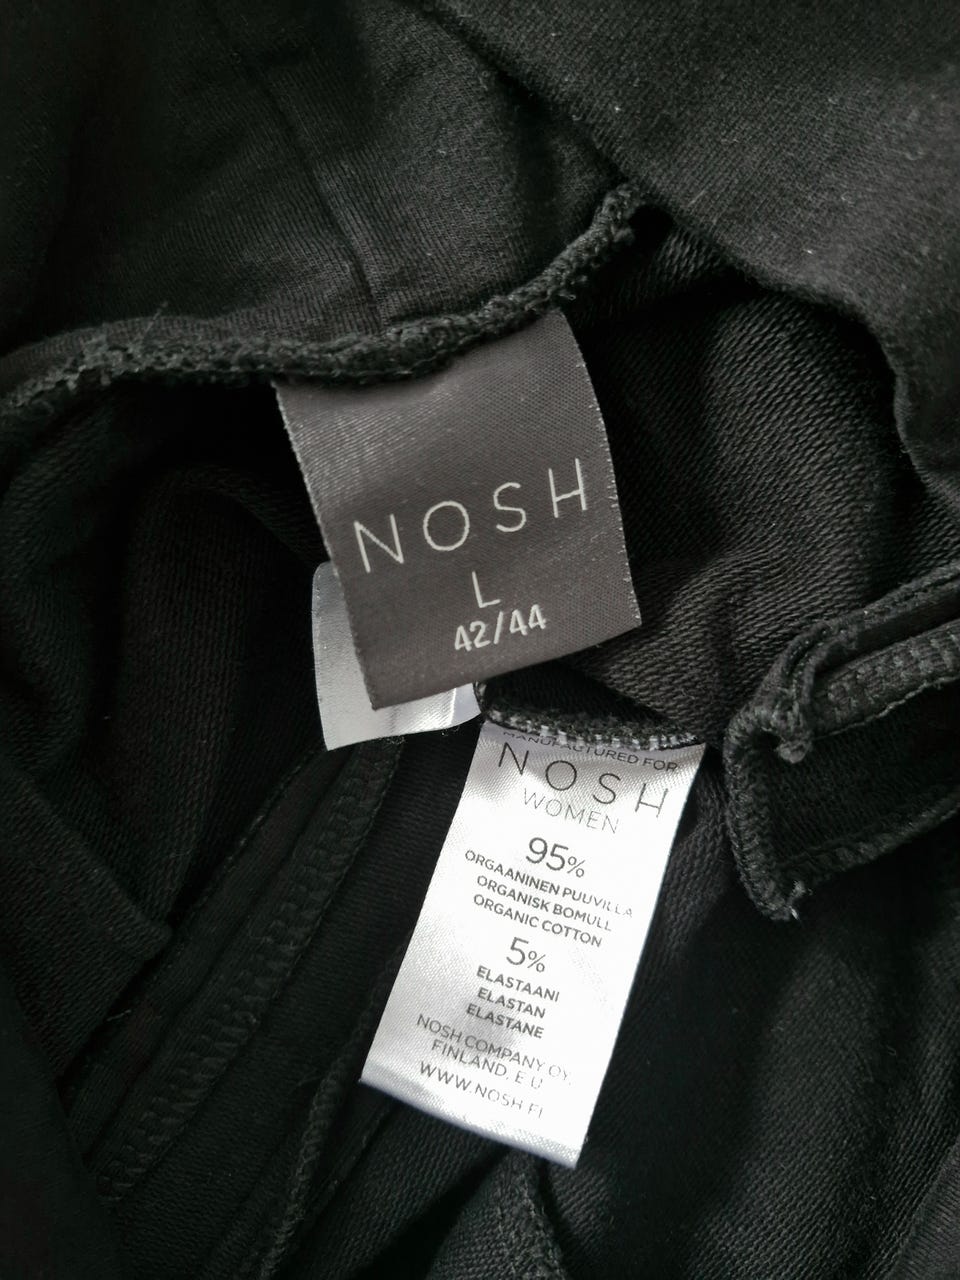 NOSH
L
42/44
MANUFACTURED FOR
NOSH
WOMEN
95%
ORGAANINEN PUUVILLA
ORGANISK BOMULL
ORGANIC COTTON
5%
ELASTAANI
ELASTAN
ELASTANE
NOSH COMPANY OY,
FINLAND, EU
WWW.NOSH.FI